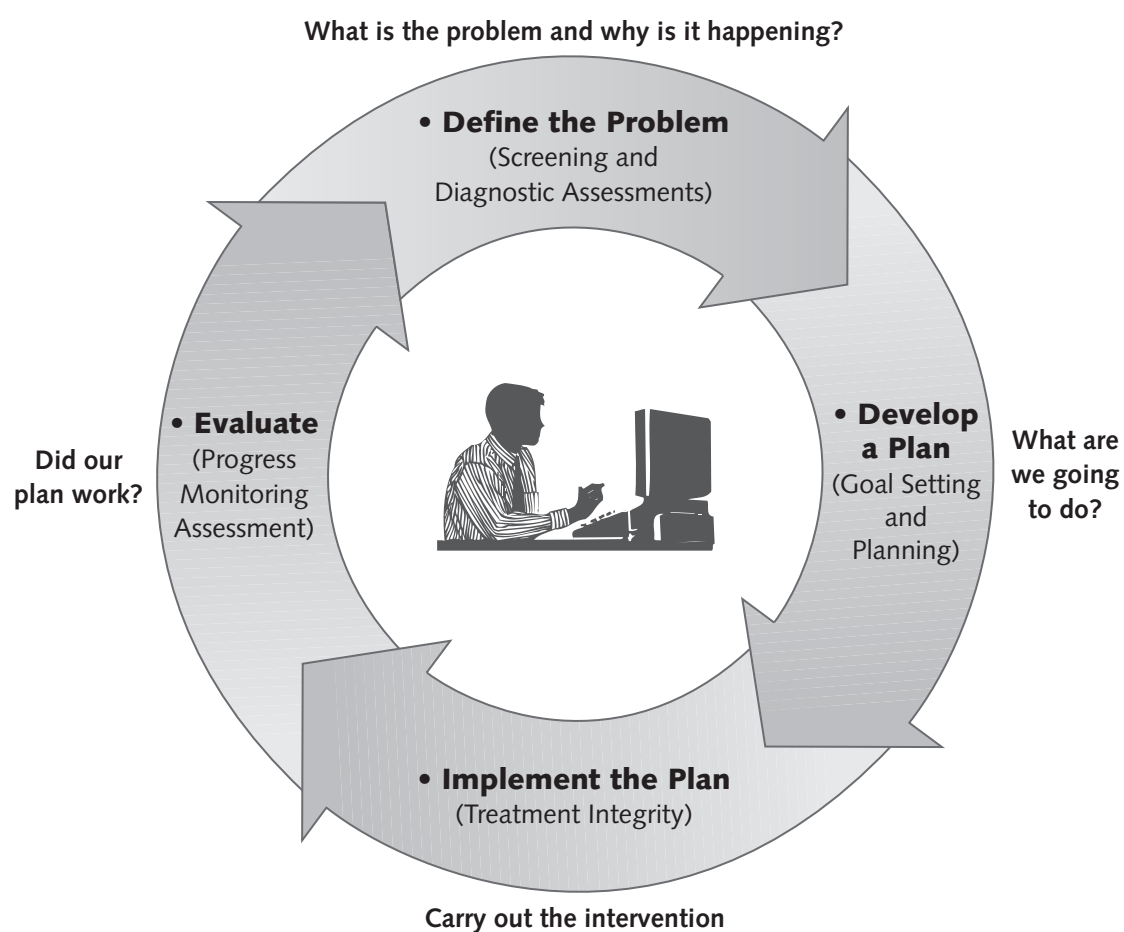 What is the problem and why is it happening?
• Define the Problem
(Screening and
Diagnostic Assessments)
• Develop
a Plan
(Goal Setting
and
Planning)
What are
we going
to do?
• Implement the Plan
(Treatment Integrity)
Carry out the intervention
• Evaluate
(Progress
Monitoring
Assessment)
Did our
plan work?